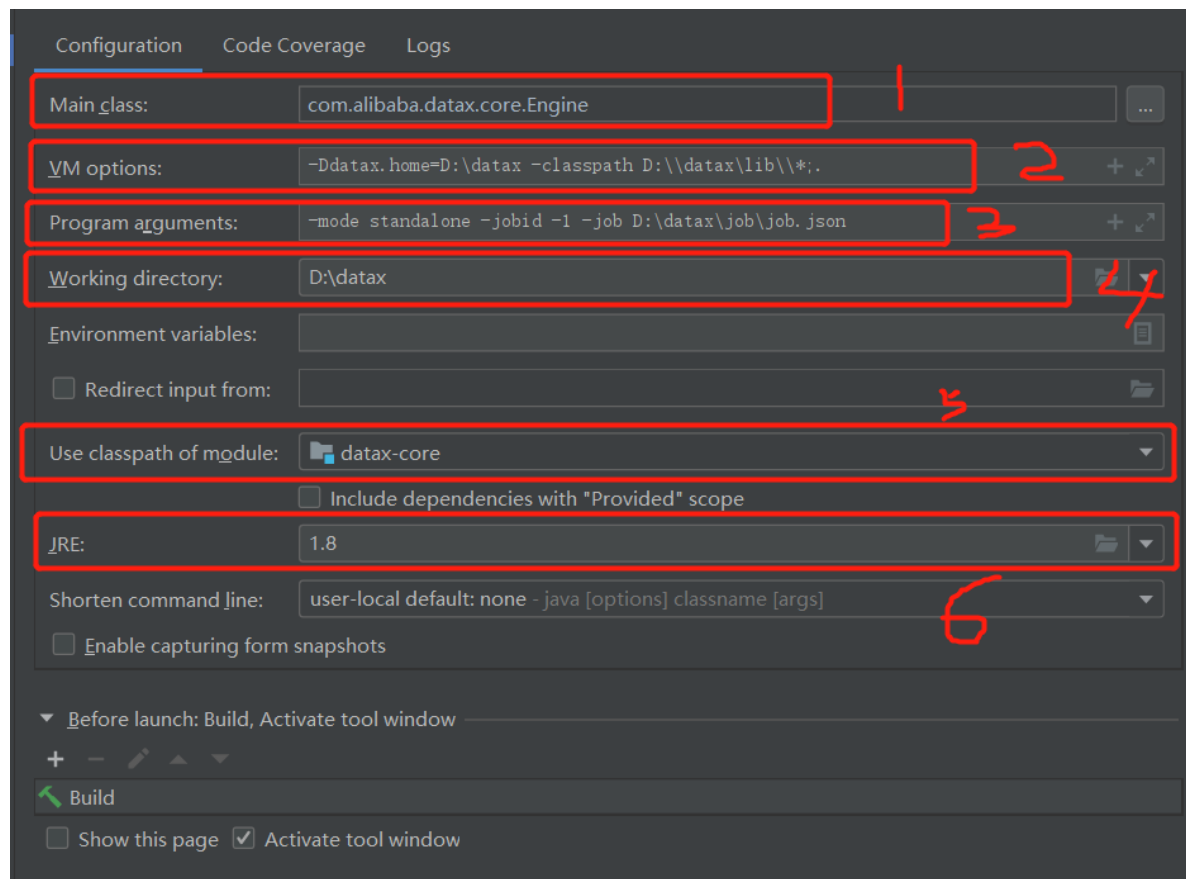 Configuration Code Coverage Logs
Main class: com.alibaba.datax.core.Engine ... 1
VM options: -Ddatax.home=D:\datax -classpath D:\\datax\lib\\*;. 2
Program arguments: -mode standalone -jobid -1 -job D:\datax\job\job.json 3
Working directory: D:\datax 4
Environment variables:
Redirect input from:
5
Use classpath of module: datax-core
Include dependencies with "Provided" scope
JRE: 1.8
Shorten command line: user-local default: none - java [options] classname [args] 6
Enable capturing form snapshots
Before launch: Build, Activate tool window
Build
Show this page Activate tool window